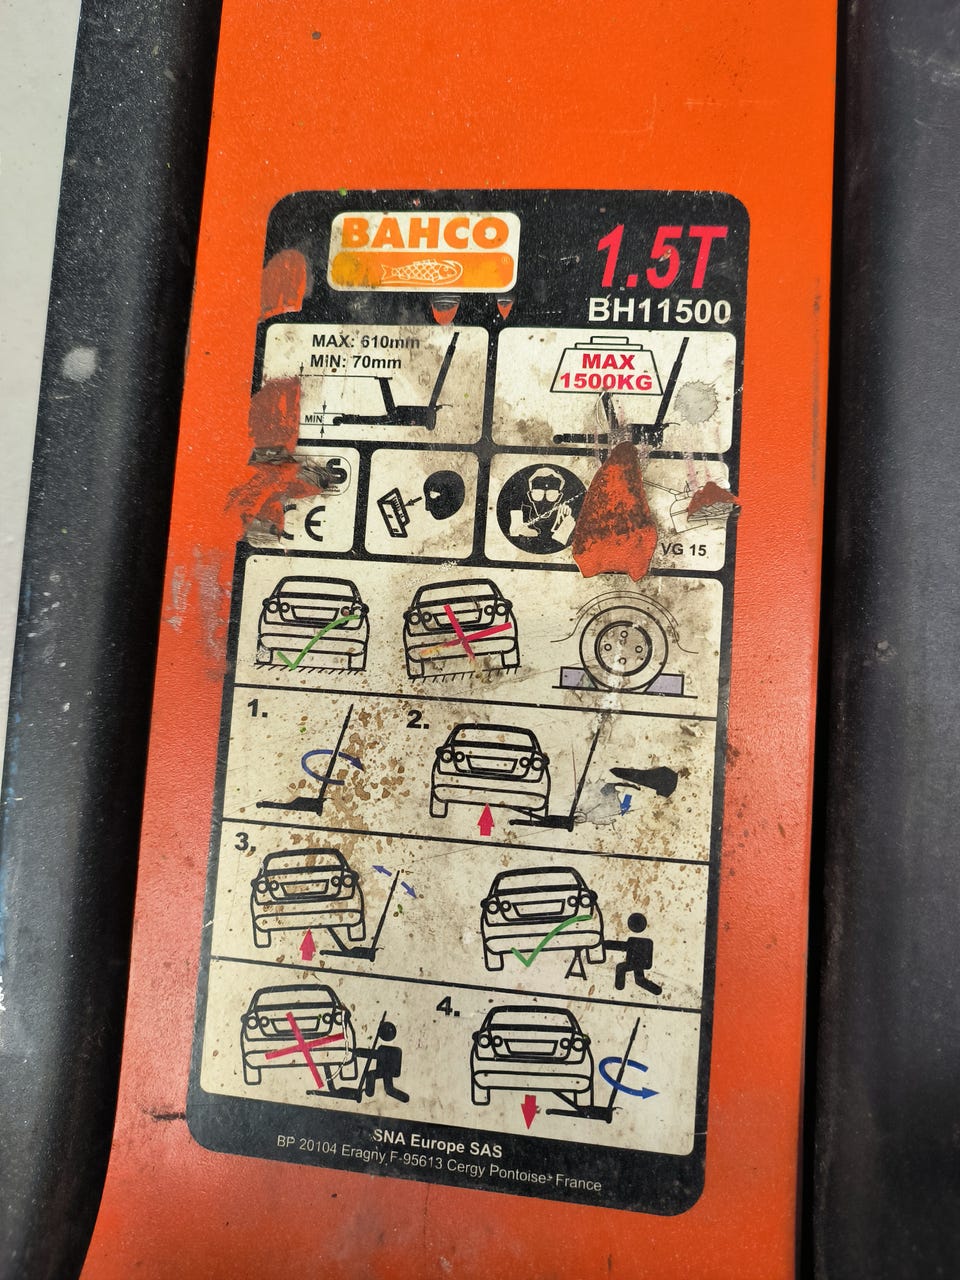 BAHCO
®
1.5T
BH11500
MAX: 610mm
MIN: 70mm
MIN
MAX
1500KG
S
CE
VG 15
1.
2.
3,
4.
SNA Europe SAS
BP 20104 Eragny F-95613 Cergy Pontoise- France